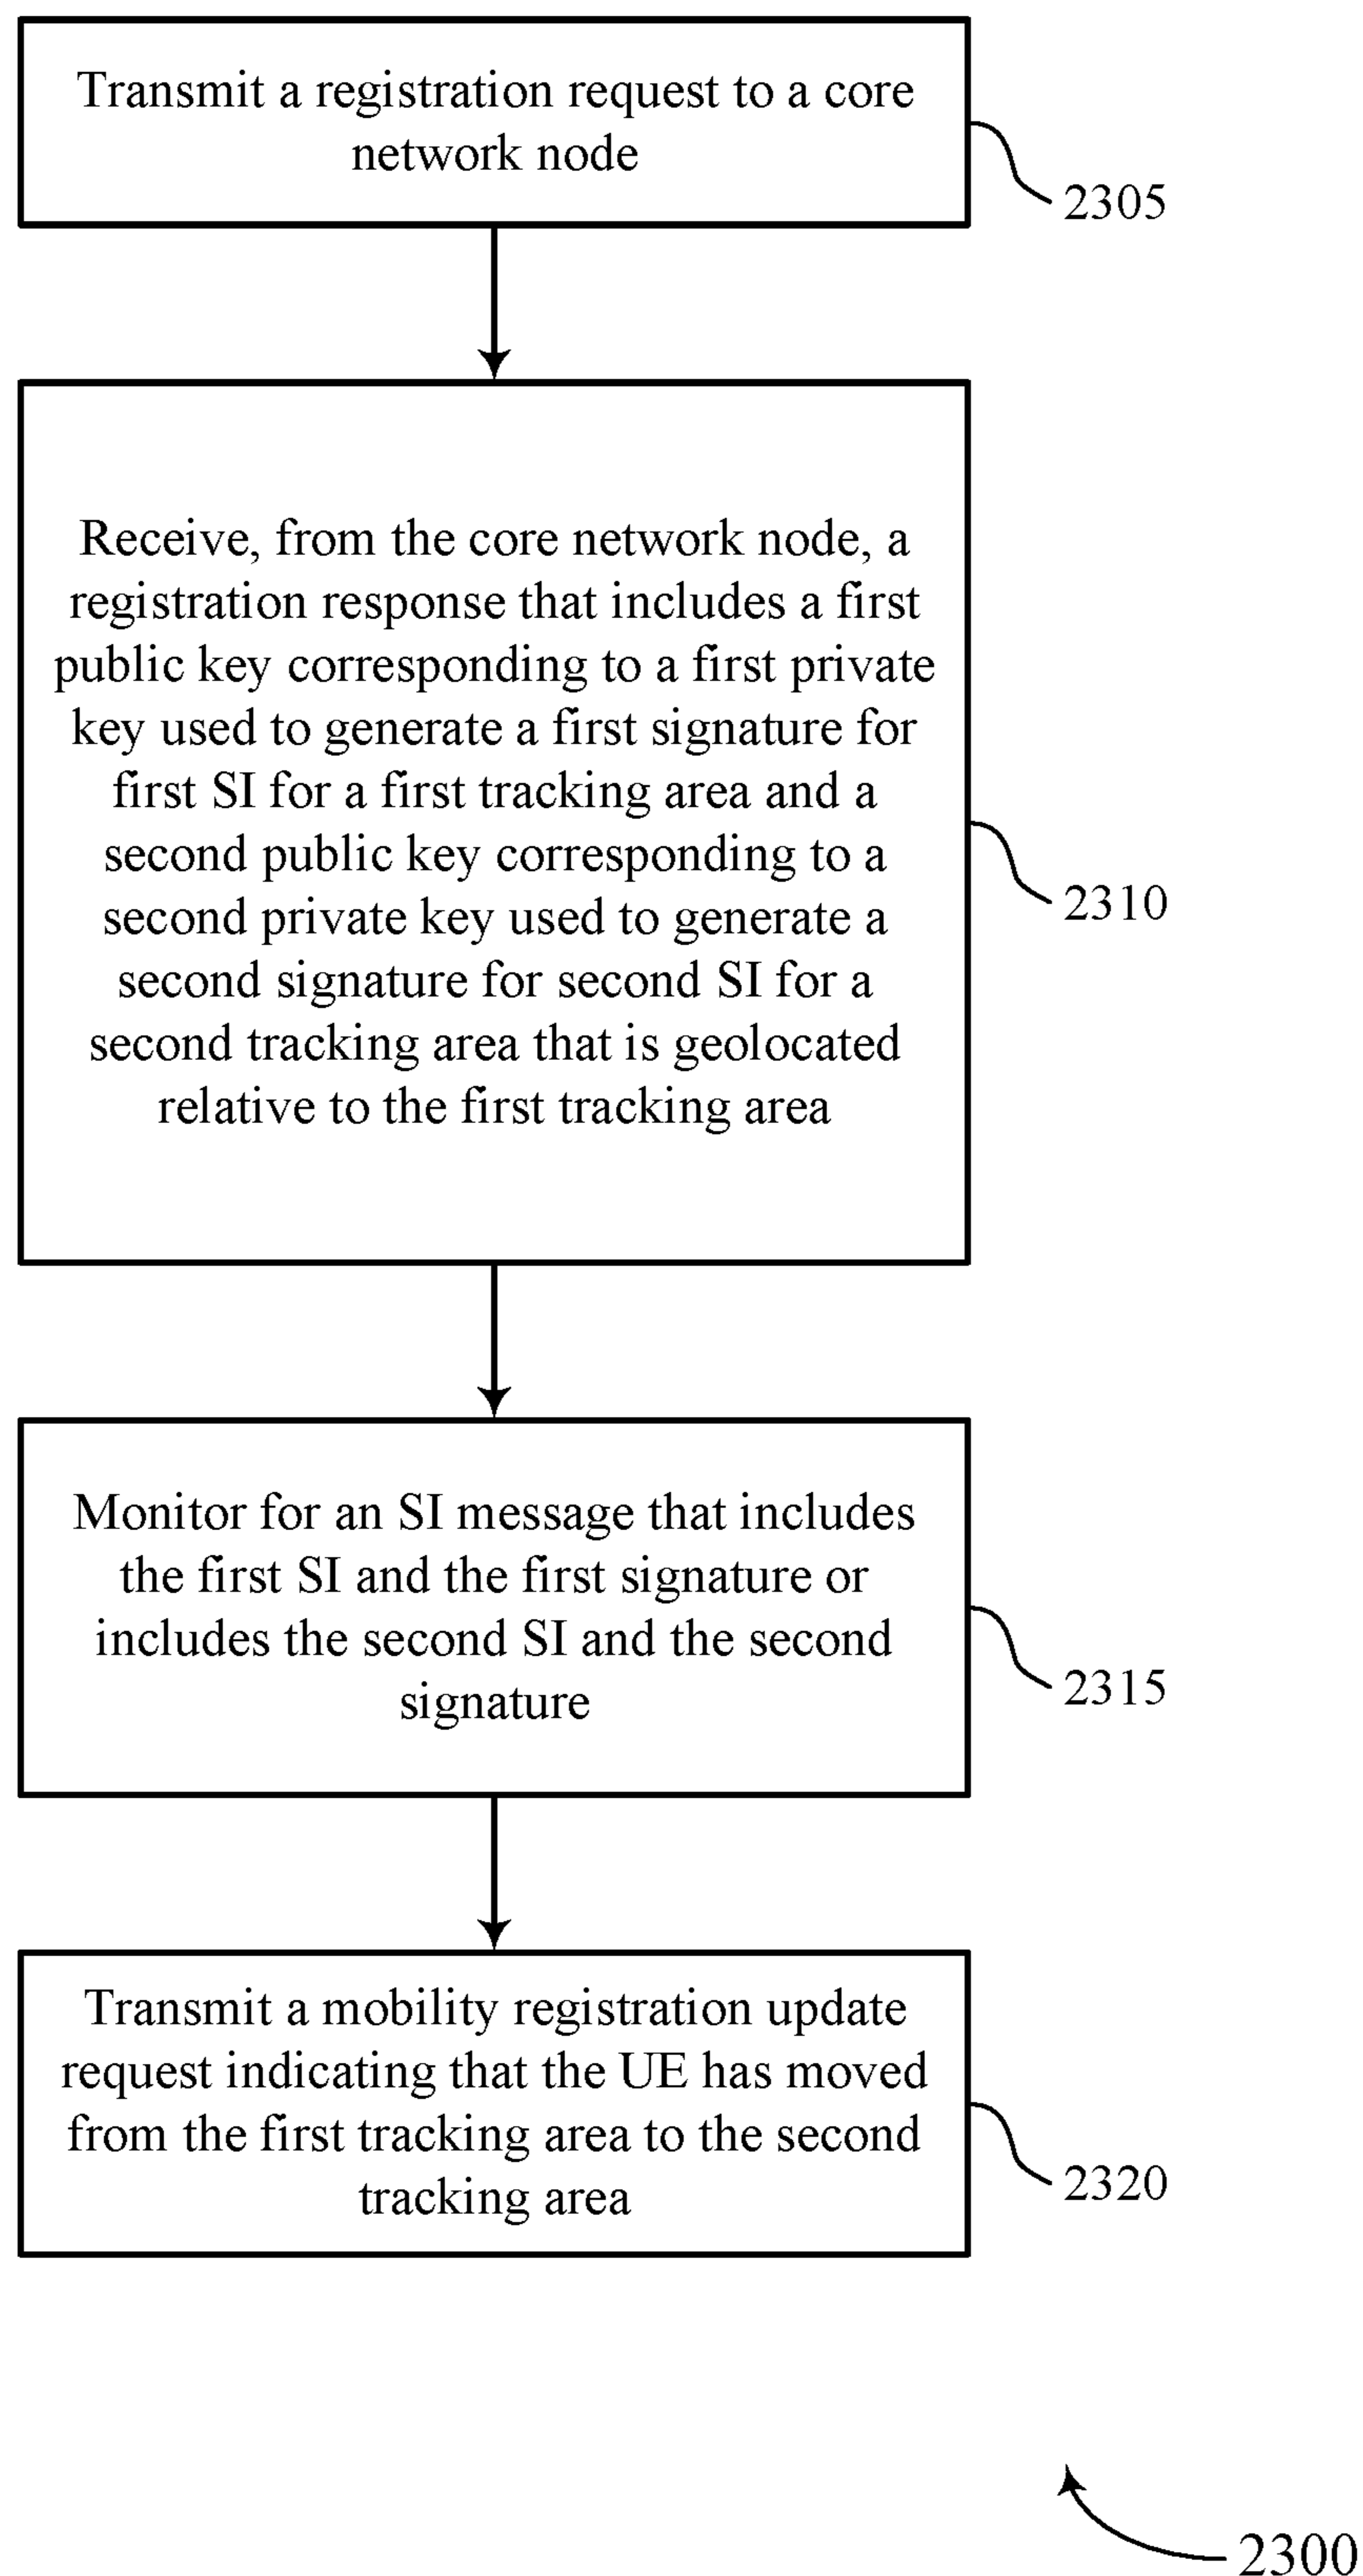 Transmit a registration request to a core
network node
2305
Receive, from the core network node, a
registration response that includes a first
public key corresponding to a first private
key used to generate a first signature for
first SI for a first tracking area and a
second public key corresponding to a
second private key used to generate a
second signature for second SI for a
second tracking area that is geolocated
relative to the first tracking area
2310
Monitor for an SI message that includes
the first SI and the first signature or
includes the second SI and the second
signature
2315
Transmit a mobility registration update
request indicating that the UE has moved
from the first tracking area to the second
tracking area
2320
2300